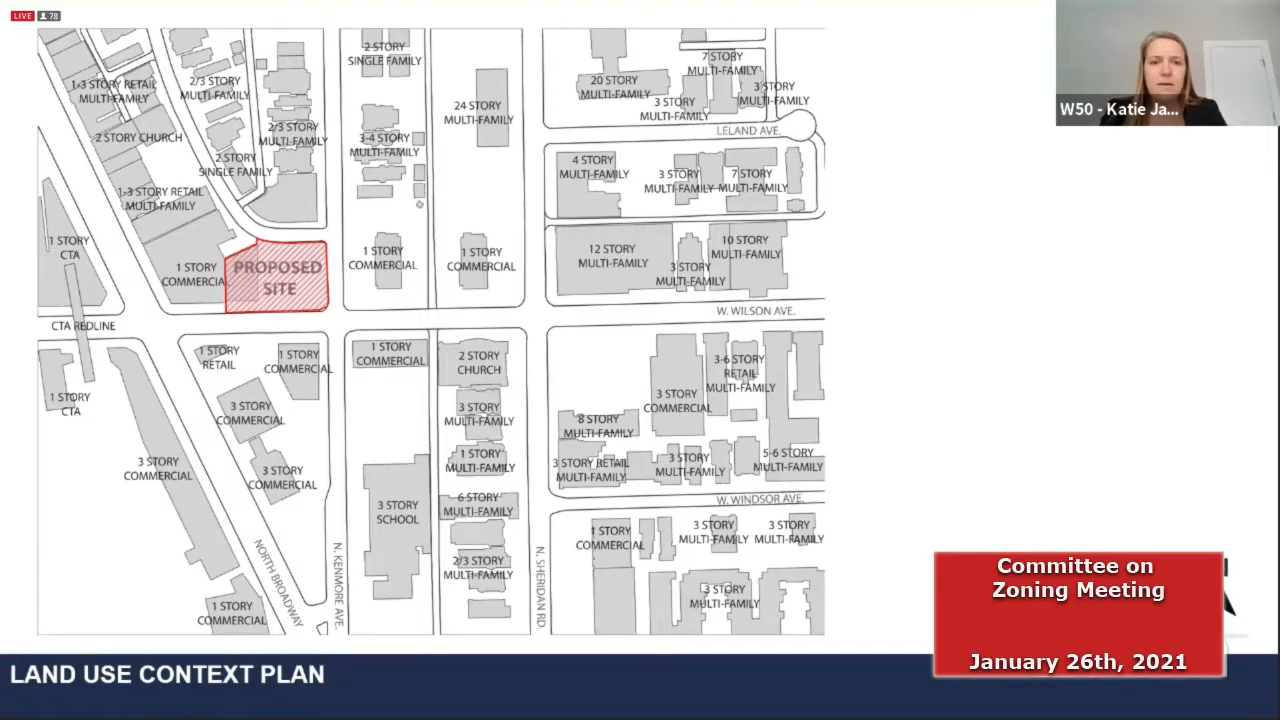 LIVE 78
W50 - Katie Ja...
2 STORY
SINGLE FAMILY
7 STORY
MULTI-FAMILY
1-3 STORY RETAIL
MULTI-FAMILY
2/3 STORY
MULTI-FAMILY
20 STORY
MULTI-FAMILY
3 STORY
MULTI-FAMILY
3 STORY
MULTI-FAMILY
24 STORY
MULTI-FAMILY
2 STORY CHURCH
2/3 STORY
MULTI-FAMILY
3-4 STORY
MULTI-FAMILY
LELAND AVE.
2 STORY
SINGLE FAMILY
4 STORY
MULTI-FAMILY
3 STORY
MULTI-FAMILY
7 STORY
MULTI-FAMILY
1-3 STORY RETAIL
MULTI-FAMILY
1 STORY
CTA
1 STORY
COMMERCIAL
PROPOSED
SITE
1 STORY
COMMERCIAL
1 STORY
COMMERCIAL
12 STORY
MULTI-FAMILY
3 STORY
MULTI-FAMILY
10 STORY
MULTI-FAMILY
W. WILSON AVE.
CTA REDLINE
1 STORY
RETAIL
1 STORY
COMMERCIAL
1 STORY
COMMERCIAL
2 STORY
CHURCH
3-6 STORY
RETAIL
MULTI-FAMILY
1 STORY
CTA
3 STORY
COMMERCIAL
3 STORY
MULTI-FAMILY
3 STORY
COMMERCIAL
8 STORY
MULTI-FAMILY
3 STORY
COMMERCIAL
3 STORY
COMMERCIAL
1 STORY
MULTI-FAMILY
3 STORY RETAIL
MULTI-FAMILY
3 STORY
MULTI-FAMILY
5-6 STORY
MULTI-FAMILY
3 STORY
SCHOOL
6 STORY
MULTI-FAMILY
W. WINDSOR AVE.
1 STORY
COMMERCIAL
3 STORY
MULTI-FAMILY
3 STORY
MULTI-FAMILY
2/3 STORY
MULTI-FAMILY
NORTH BROADWAY
N. KENMORE AVE.
N. SHERIDAN RD.
3 STORY
MULTI-FAMILY
1 STORY
COMMERCIAL
Committee on
Zoning Meeting
January 26th, 2021
LAND USE CONTEXT PLAN